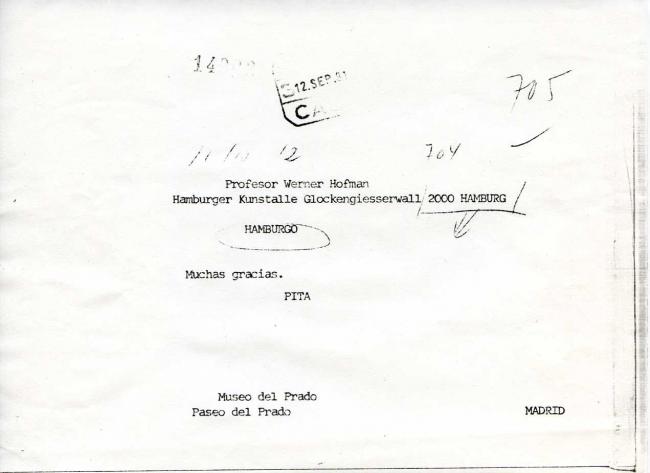 705
12.SEP.81
704
Profesor Werner Hofman
Hamburger Kunstalle Glockengiesserwall 2000 HAMBURG
HAMBURGO
Muchas gracias.
PITA
Museo del Prado
Paseo del Prado MADRID